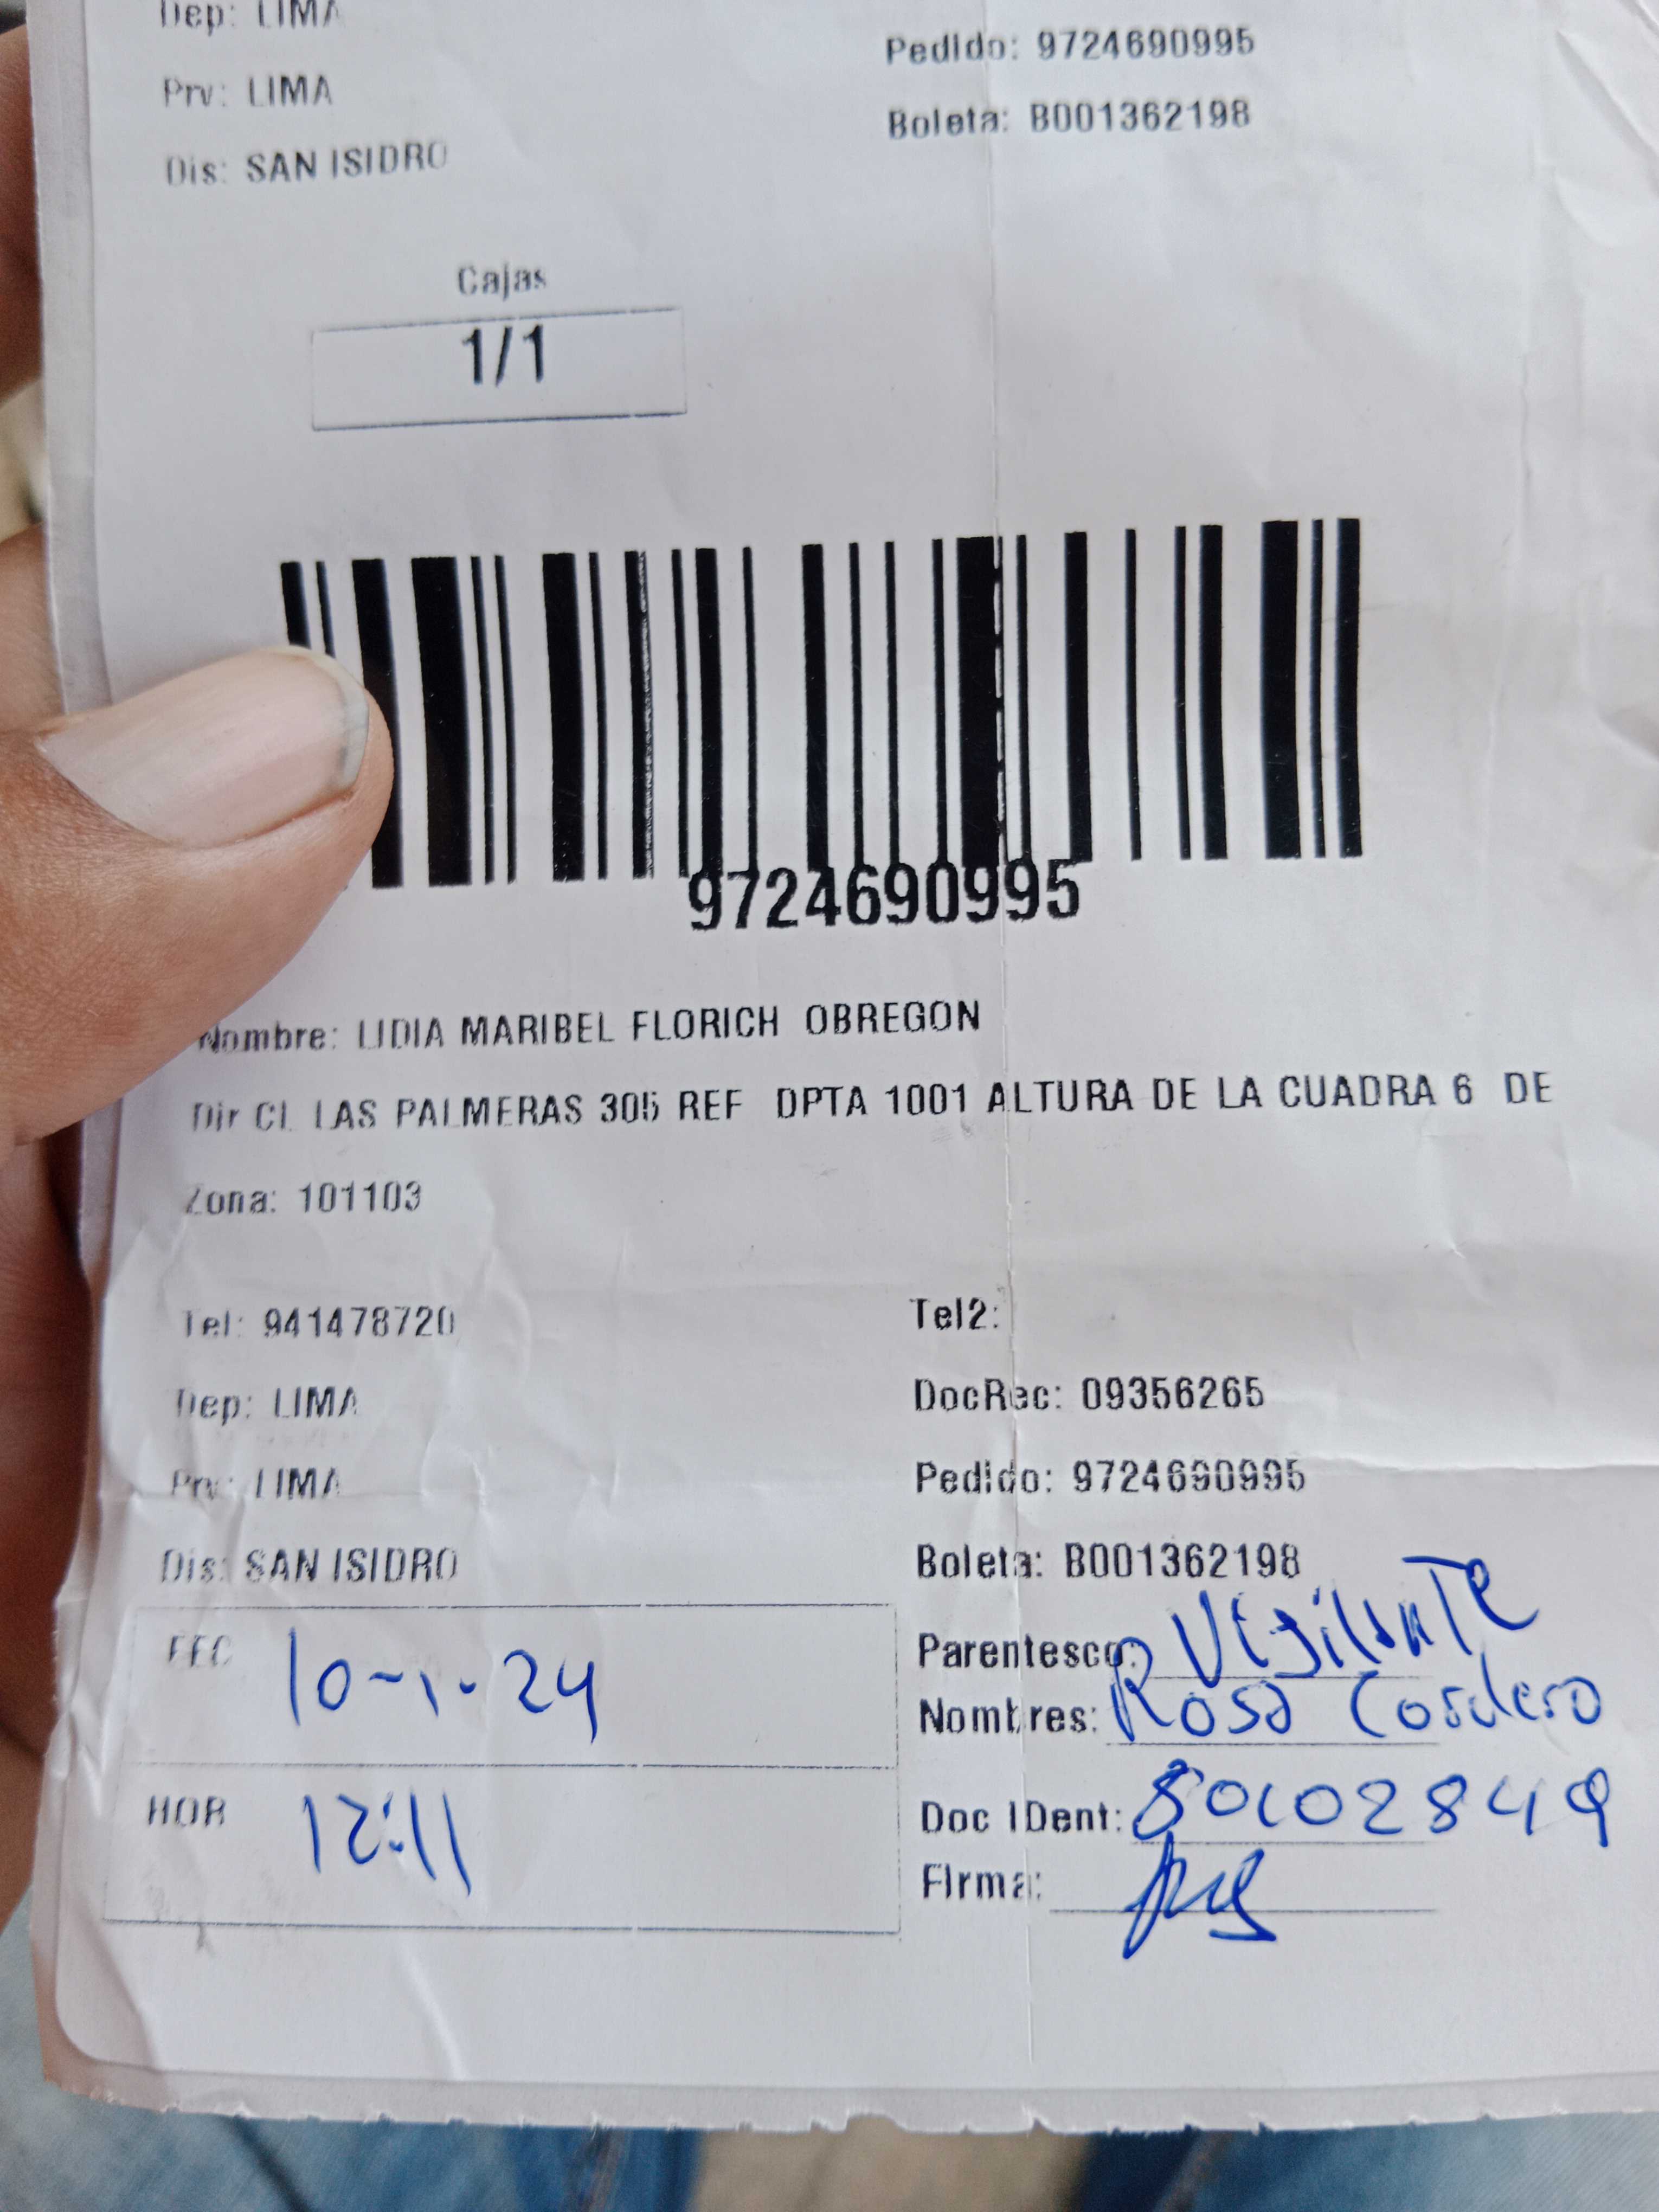 Dep: LIMA
Pedido: 9724690995
Prv: LIMA
Boleta: B001362198
Dis: SAN ISIDRO
Cajas
1/1
9724690995
Nombre: LIDIA MARIBEL FLORICH OBREGON
Dir CL LAS PALMERAS 305 REF DPTA 1001 ALTURA DE LA CUADRA 6 DE
Zona: 101103
Tel: 941478720
Tel2:
Dep: LIMA
DocRec: 09356265
Prv: LIMA
Pedido: 9724690995
Dis: SAN ISIDRO
Boleta: B001362198
FEC 10-1-24
Parentesco: Vigilante
Nombres: Rosa Cordero
HOR 12:11
Doc IDent:
Firma: